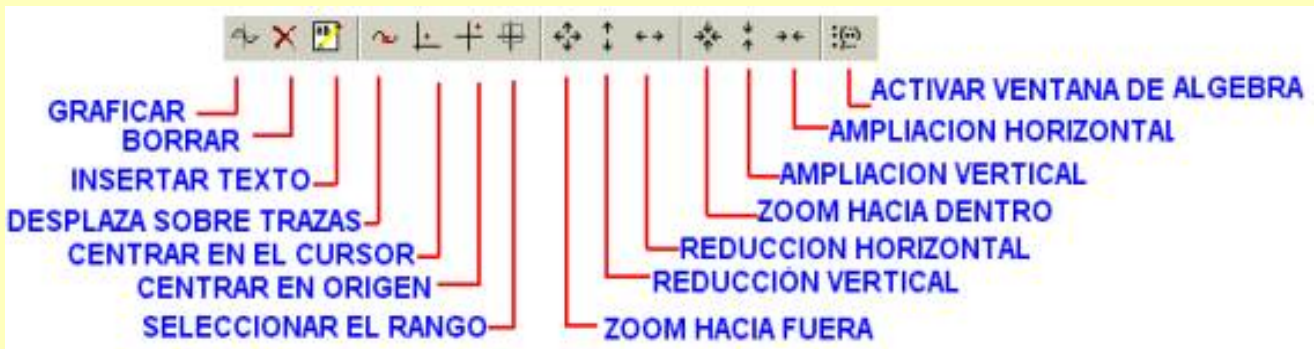 GRAFICAR
BORRAR
INSERTAR TEXTO
DESPLAZA SOBRE TRAZAS
CENTRAR EN EL CURSOR
CENTRAR EN ORIGEN
SELECCIONAR EL RANGO
ACTIVAR VENTANA DE ALGEBRA
AMPLIACION HORIZONTAL
AMPLIACION VERTICAL
ZOOM HACIA DENTRO
REDUCCION HORIZONTAL
REDUCCIÓN VERTICAL
ZOOM HACIA FUERA